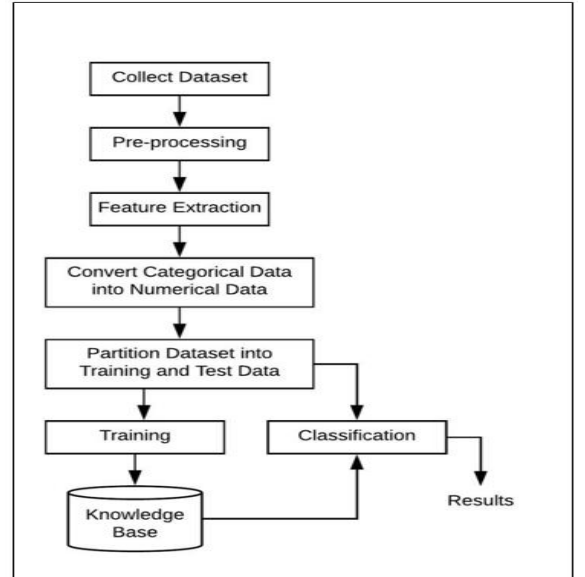 Collect Dataset
Pre-processing
Feature Extraction
Convert Categorical Data
into Numerical Data
Partition Dataset into
Training and Test Data
Training
Classification
Knowledge
Base
Results